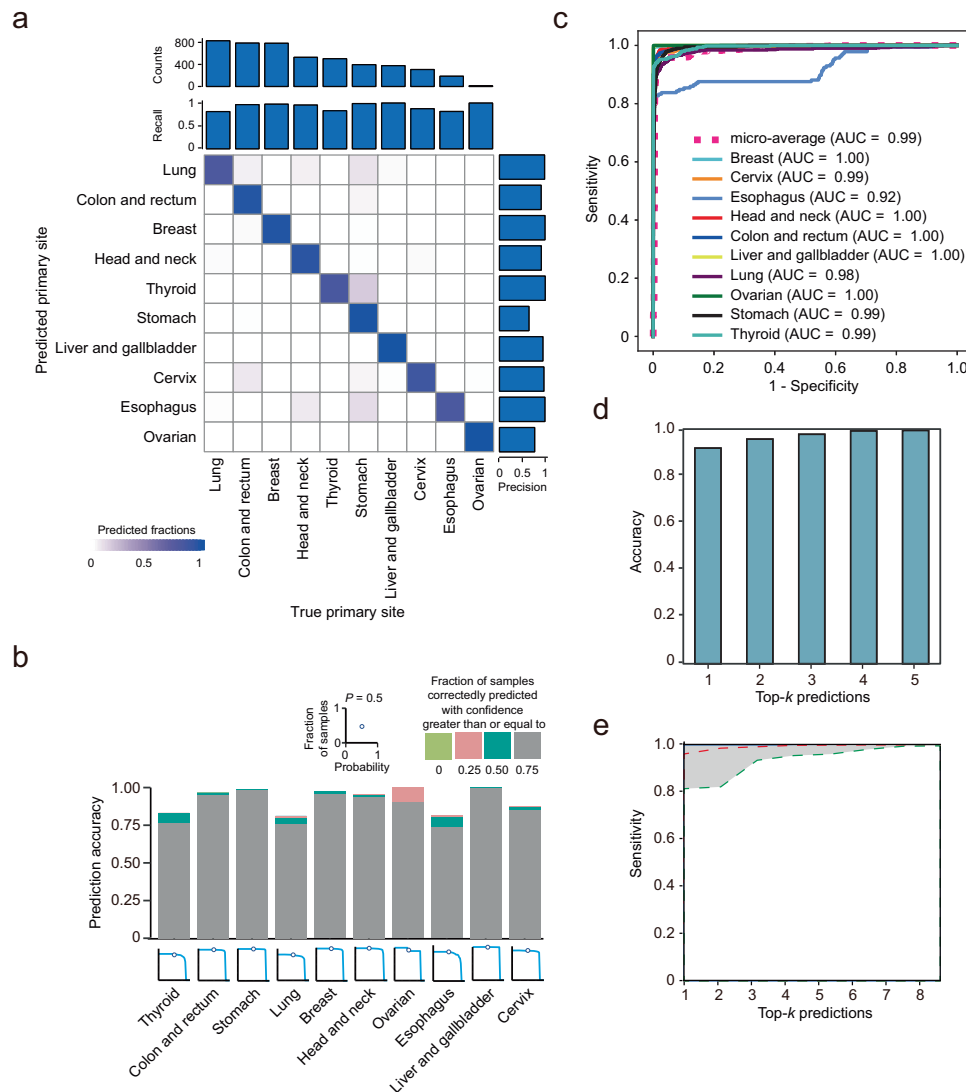 a
Counts
800
400
0
Recall
1
0.5
0
Predicted primary site
Lung
Colon and rectum
Breast
Head and neck
Thyroid
Stomach
Liver and gallbladder
Cervix
Esophagus
Ovarian
0 0.5 1
Precision
Lung
Colon and rectum
Breast
Head and neck
Thyroid
Stomach
Liver and gallbladder
Cervix
Esophagus
Ovarian
Predicted fractions
0 0.5 1
True primary site
b
Fraction
of samples
P = 0.5
1
0
0 1
Probability
Fraction of samples
correctedly predicted
with confidence
greater than or equal to
0 0.25 0.50 0.75
Prediction accuracy
1.00
0.75
0.50
0.25
0
Thyroid
Colon and rectum
Stomach
Lung
Breast
Head and neck
Ovarian
Esophagus
Liver and gallbladder
Cervix
c
Sensitivity
1.0
0.8
0.6
0.4
0.2
0
micro-average (AUC = 0.99)
Breast (AUC = 1.00)
Cervix (AUC = 0.99)
Esophagus (AUC = 0.92)
Head and neck (AUC = 1.00)
Colon and rectum (AUC = 1.00)
Liver and gallbladder (AUC = 1.00)
Lung (AUC = 0.98)
Ovarian (AUC = 1.00)
Stomach (AUC = 0.99)
Thyroid (AUC = 0.99)
0 0.2 0.4 0.6 0.8 1.0
1 - Specificity
d
Accuracy
1.0
0.8
0.6
0.4
0.2
0
1 2 3 4 5
Top-k predictions
e
Sensitivity
1.0
0.8
0.6
0.4
0.2
0
1 2 3 4 5 6 7 8
Top-k predictions